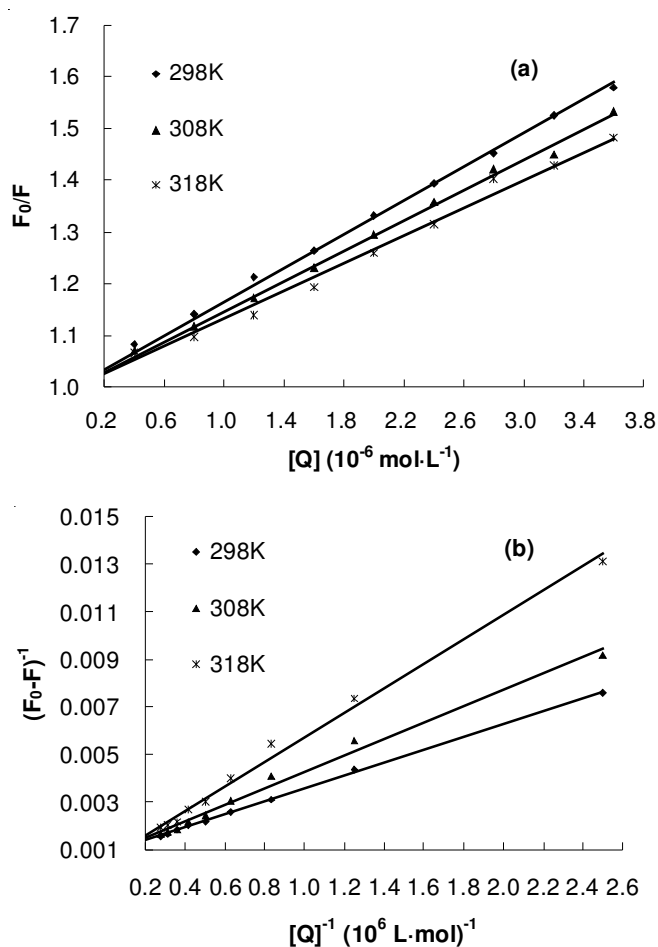 (a)
298K
308K
318K
F₀/F
1.7
1.6
1.5
1.4
1.3
1.2
1.1
1.0
0.2 0.6 1.0 1.4 1.8 2.2 2.6 3.0 3.4 3.8
[Q] (10⁻⁶ mol·L⁻¹)
(b)
298K
308K
318K
(F₀-F)⁻¹
0.015
0.013
0.011
0.009
0.007
0.005
0.003
0.001
0.2 0.4 0.6 0.8 1.0 1.2 1.4 1.6 1.8 2.0 2.2 2.4 2.6
[Q]⁻¹ (10⁶ L·mol)⁻¹